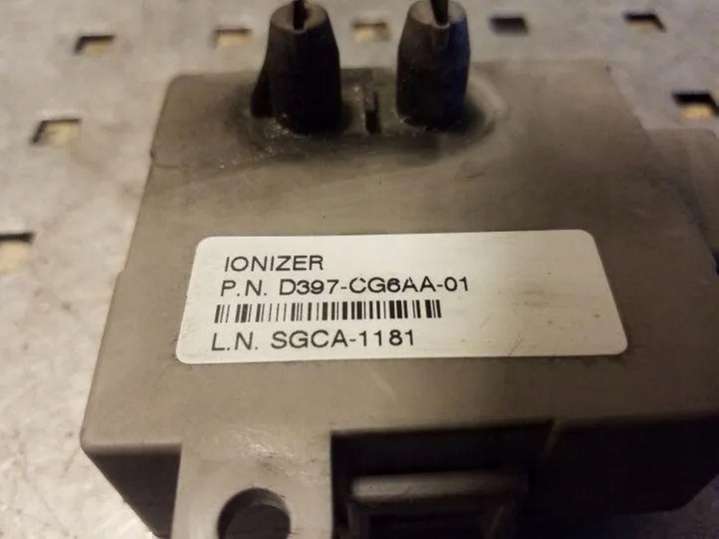 IONIZER
P.N. D397-CG6AA-01
L.N. SGCA-1181